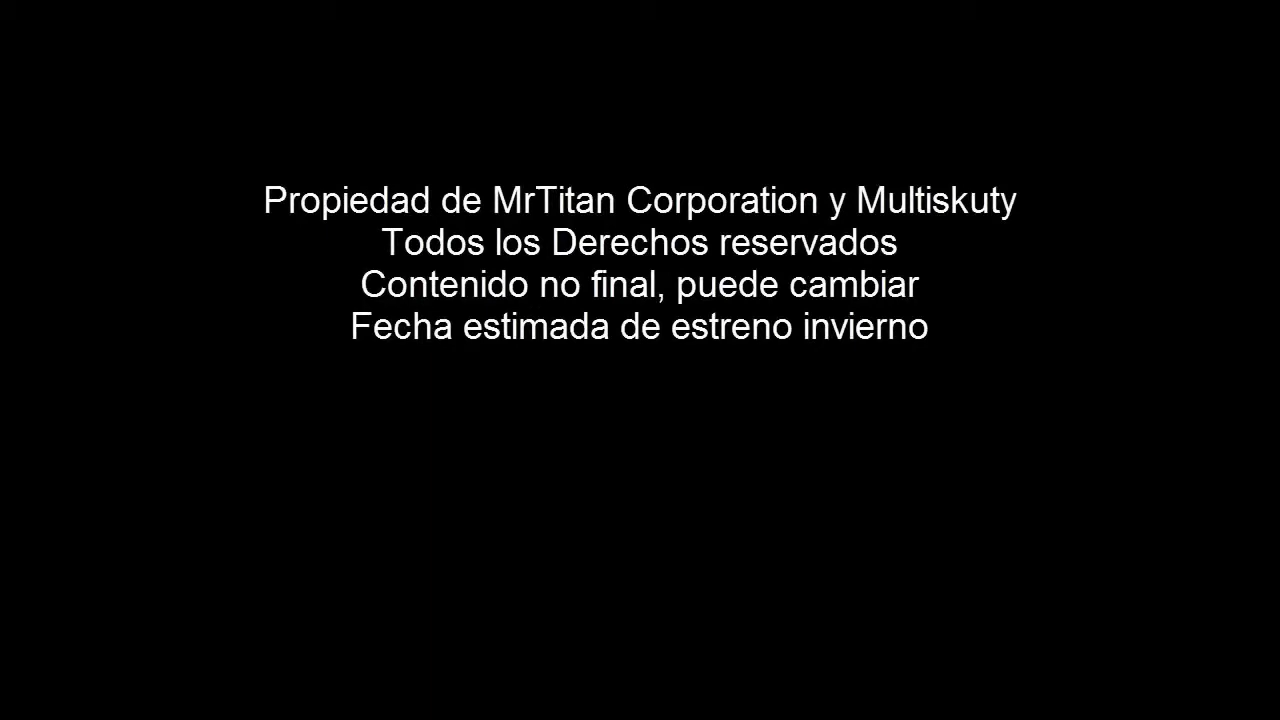 Propiedad de MrTitan Corporation y Multiskuty
Todos los Derechos reservados
Contenido no final, puede cambiar
Fecha estimada de estreno invierno